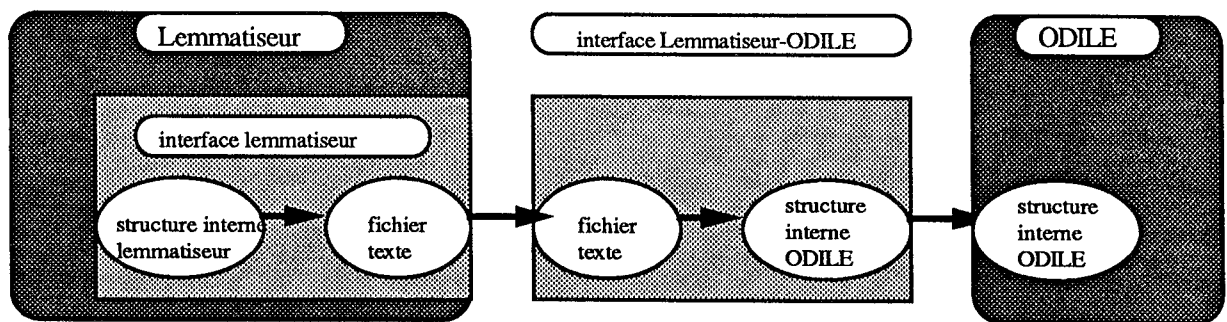 Lemmatiseur
interface Lemmatiseur-ODILE
ODILE
interface lemmatiseur
structure interne
lemmatiseur
fichier
texte
fichier
texte
structure
interne
ODILE
structure
interne
ODILE